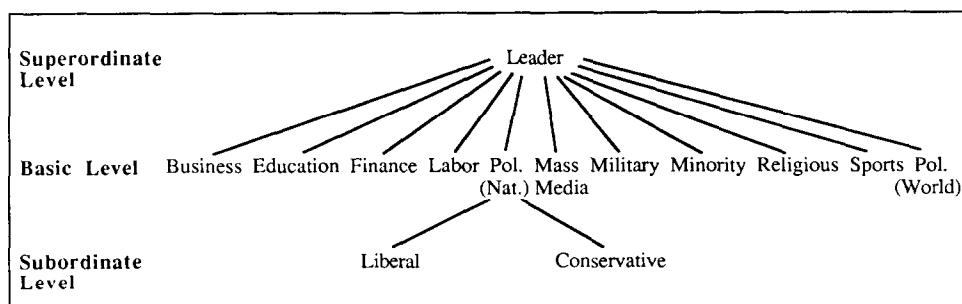 Superordinate Leader
Level
Basic Level Business Education Finance Labor Pol. Mass Military Minority Religious Sports Pol.
(Nat.) Media (World)
Subordinate Liberal Conservative
Level